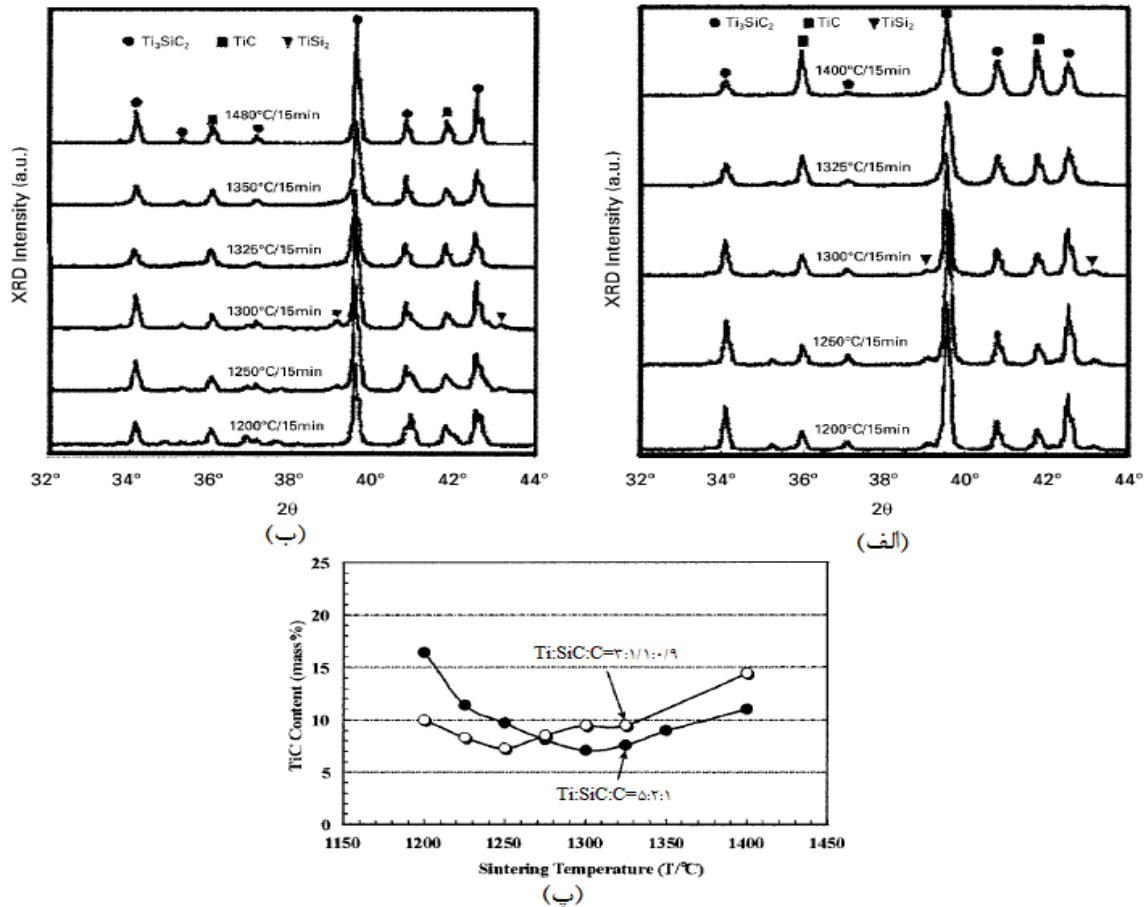 ● Ti₃SiC₂ ■ TiC ▼ TiSi₂
1480°C/15min
1350°C/15min
1325°C/15min
1300°C/15min
1250°C/15min
1200°C/15min
XRD Intensity (a.u.)
32° 34° 36° 38° 40° 42° 44°
2θ
(ب)
● Ti₃SiC₂ ■ TiC ▼ TiSi₂
1400°C/15min
1325°C/15min
1300°C/15min
1250°C/15min
1200°C/15min
XRD Intensity (a.u.)
32° 34° 36° 38° 40° 42° 44°
2θ
(الف)
25
20
15
10
5
0
TiC Content (mass%)
Ti:SiC:C=۳:۱/۱:۰/۹
Ti:SiC:C=۵:۲:۱
1150 1200 1250 1300 1350 1400 1450
Sintering Temperature (T/°C)
(پ)